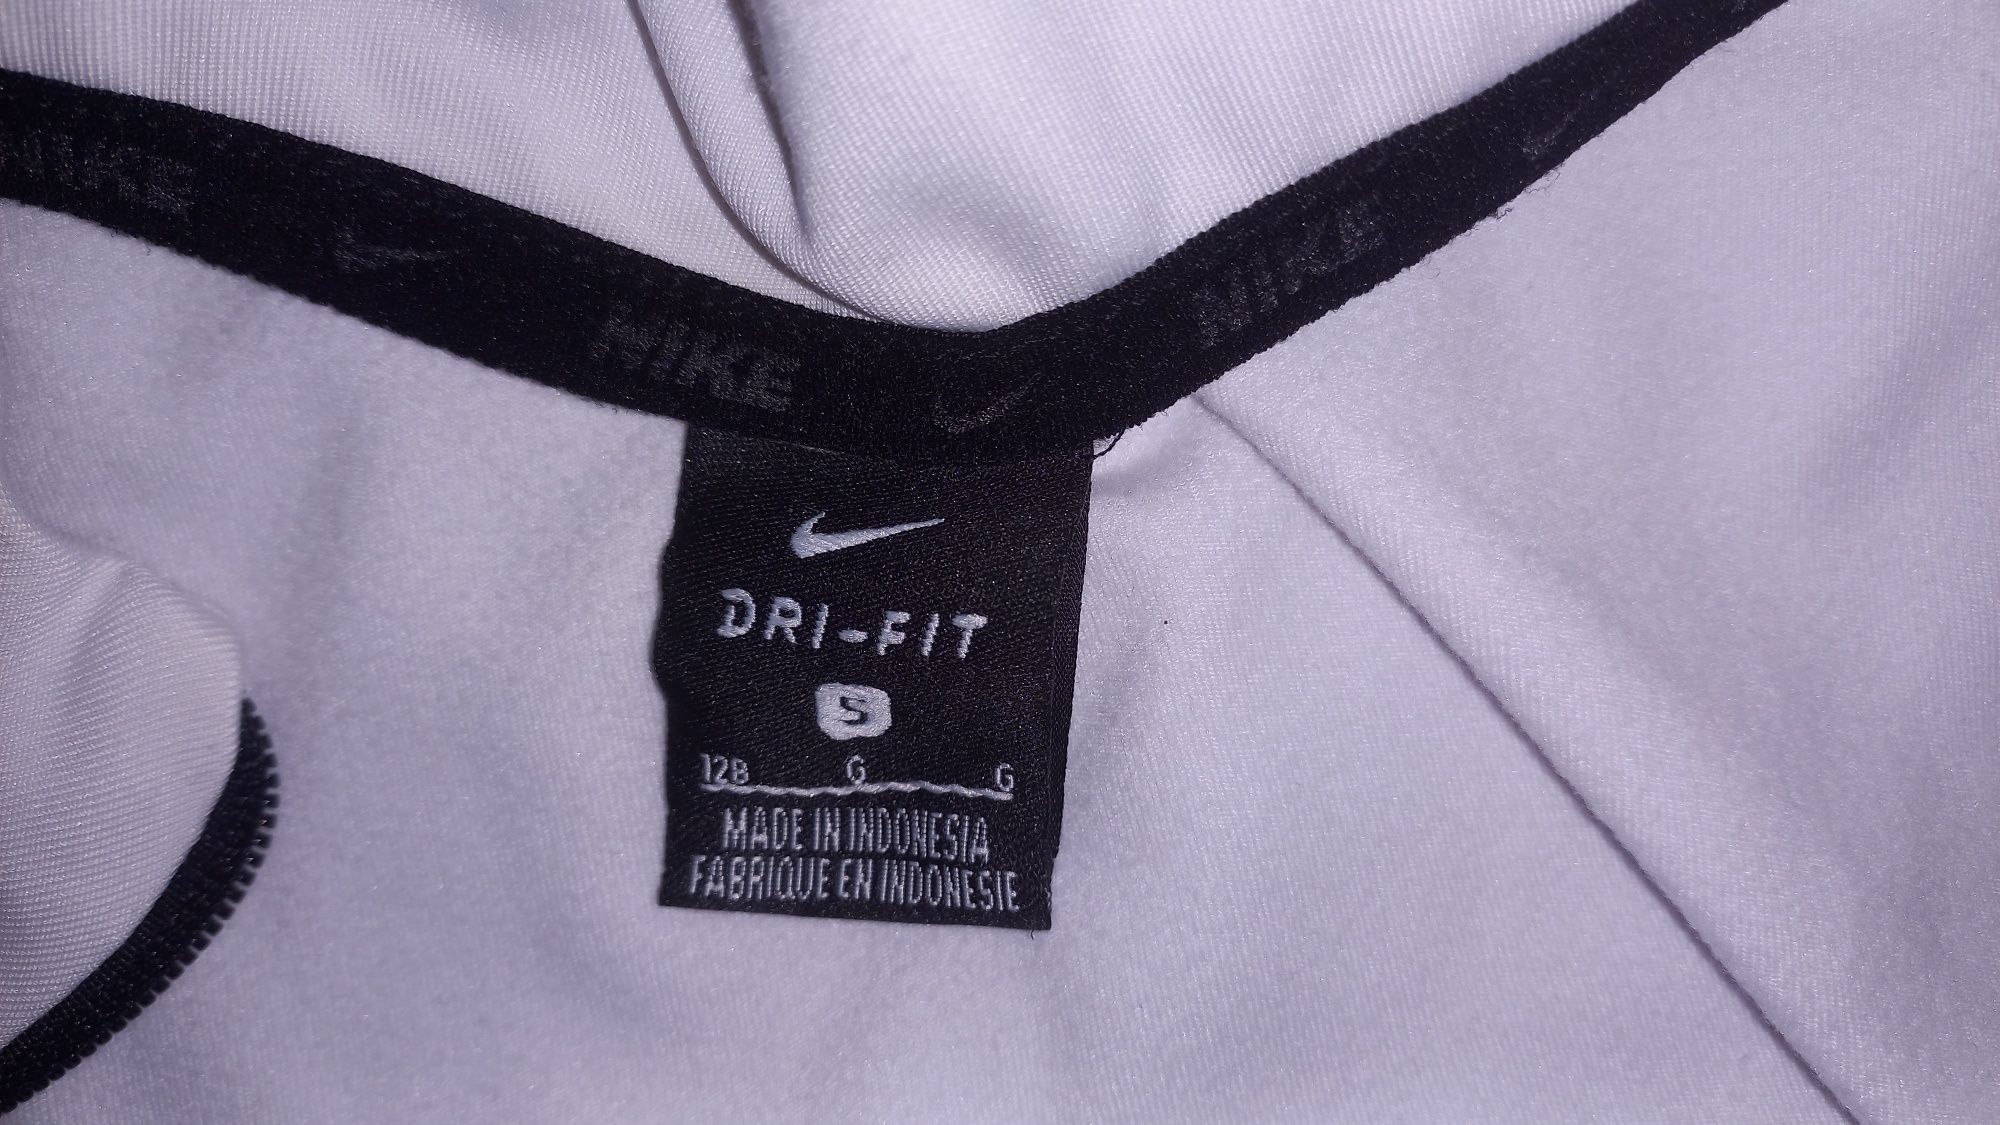 NIKE
NIKE
NIKE
DRI-FIT
S
128 G G
MADE IN INDONESIA
FABRIQUE EN INDONESIE